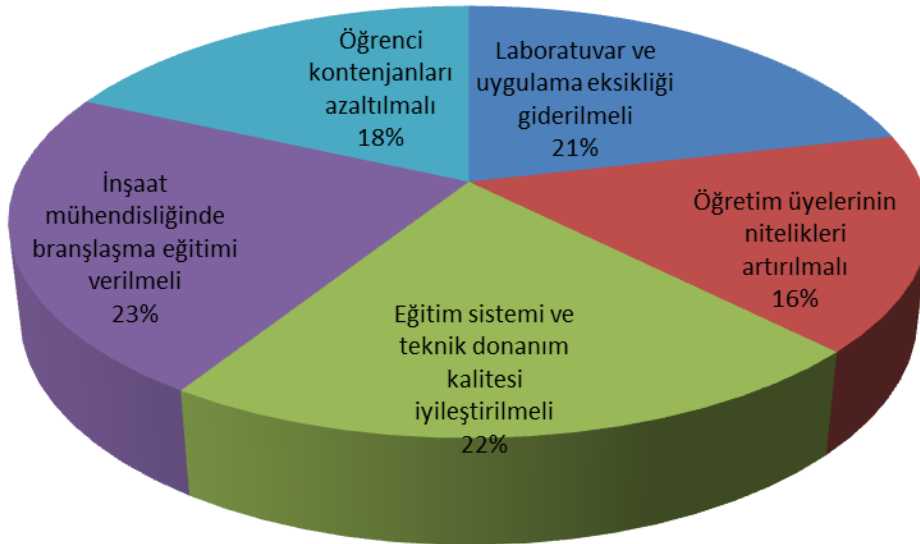 Öğrenci
kontenjanları
azaltılmalı
18%
Laboratuvar ve
uygulama eksikliği
giderilmeli
21%
Öğretim üyelerinin
nitelikleri
artırılmalı
16%
Eğitim sistemi ve
teknik donanım
kalitesi
iyileştirilmeli
22%
İnşaat
mühendisliğinde
branşlaşma eğitimi
verilmeli
23%